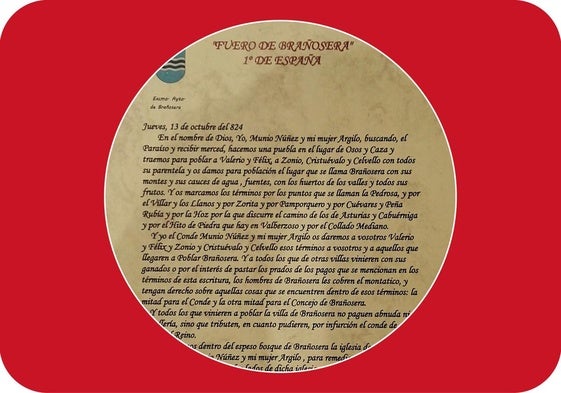 "FUERO DE BRAÑOSERA"
1º DE ESPAÑA
Excmo. Ayto.
de Brañosera
Jueves, 13 de octubre del 824
En el nombre de Dios, Yo, Munio Núñez y mi mujer Argilo, buscando, el
Paraíso y recibir merced, hacemos una puebla en el lugar de Osos y Caza y
traemos para poblar a Valerio y Félix, a Zonio, Cristuévalo y Celvello con todos
su parentela y os damos para población el lugar que se llama Brañosera con sus
montes y sus cauces de agua, fuentes, con los huertos de los valles y todos sus
frutos. Y os marcamos los términos por los puntos que se llaman la Pedrosa, y por
el Villar y los Llanos y por Zorita y por Pamporquero y por Cuévares y Peña
Rubia y por la Hoz por la que discurre el camino de los de Asturias y Cabuérniga
y por el Hito de Piedra que hay en Valberzoso y por el Collado Mediano.
Y yo el Conde Munio Núñez y mi mujer Argilo os daremos a vosotros Valerio
y Félix y Zonio y Cristuévalo y Celvello esos términos a vosotros y a aquellos que
llegaren a Poblar Brañosera. Y a todos los que de otras villas vinieren con sus
ganados o por el interés de pastar los prados de los pagos que se mencionan en los
términos de esta escritura, los hombres de Brañosera les cobren el montatico, y
tengan derecho sobre aquellas cosas que se encuentren dentro de esos términos: la
mitad para el Conde y la otra mitad para el Concejo de Brañosera.
Y todos los que vinieran a poblar la villa de Brañosera no paguen abnuda ni
sino que tributen, en cuanto pudieren, por infurción el conde de
Reino.
dentro del espeso bosque de Brañosera la iglesia de
Núñez y mi mujer Argilo, para
de dicha